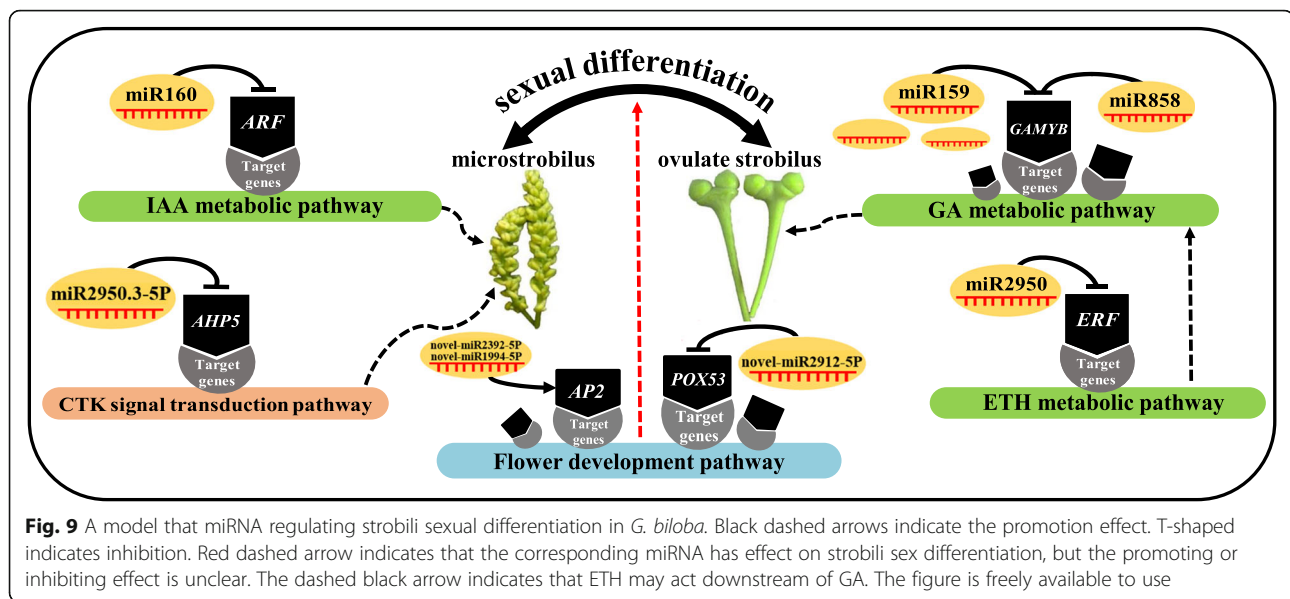 sexual differentiation
miR160
ARF
Target
genes
IAA metabolic pathway
miR2950.3-5P
AHP5
Target
genes
CTK signal transduction pathway
microstrobilus
ovulate strobilus
novel-miR2392-5P
novel-miR1994-5P
AP2
Target
genes
POX53
novel-miR2912-5P
Target
genes
Flower development pathway
miR159
miR858
GAMYB
Target
genes
GA metabolic pathway
miR2950
ERF
Target
genes
ETH metabolic pathway
Fig. 9 A model that miRNA regulating strobili sexual differentiation in G. biloba. Black dashed arrows indicate the promotion effect. T-shaped
indicates inhibition. Red dashed arrow indicates that the corresponding miRNA has effect on strobili sex differentiation, but the promoting or
inhibiting effect is unclear. The dashed black arrow indicates that ETH may act downstream of GA. The figure is freely available to use